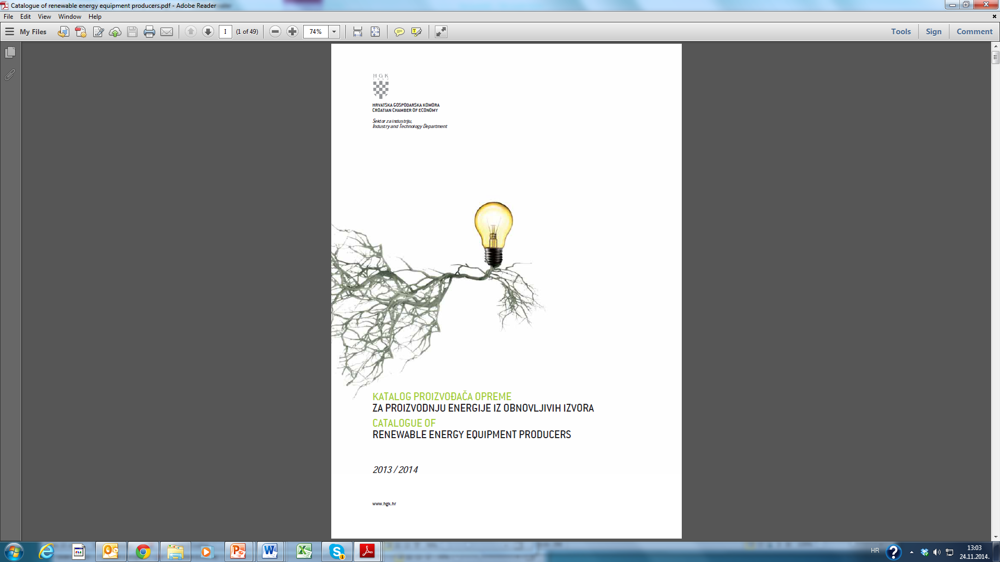 Catalogue of renewable energy equipment producers.pdf - Adobe Reader
File Edit View Window Help
My Files
I (1 of 49)
74%
Tools Sign Comment
HGK
1852
HRVATSKA GOSPODARSKA KOMORA
CROATIAN CHAMBER OF ECONOMY
Sektor za industriju,
Industry and Technology Department
KATALOG PROIZVOĐAČA OPREME
ZA PROIZVODNJU ENERGIJE IZ OBNOVLJIVIH IZVORA
CATALOGUE OF
RENEWABLE ENERGY EQUIPMENT PRODUCERS
2013 / 2014
www.hgk.hr
HR
13:03
24.11.2014.